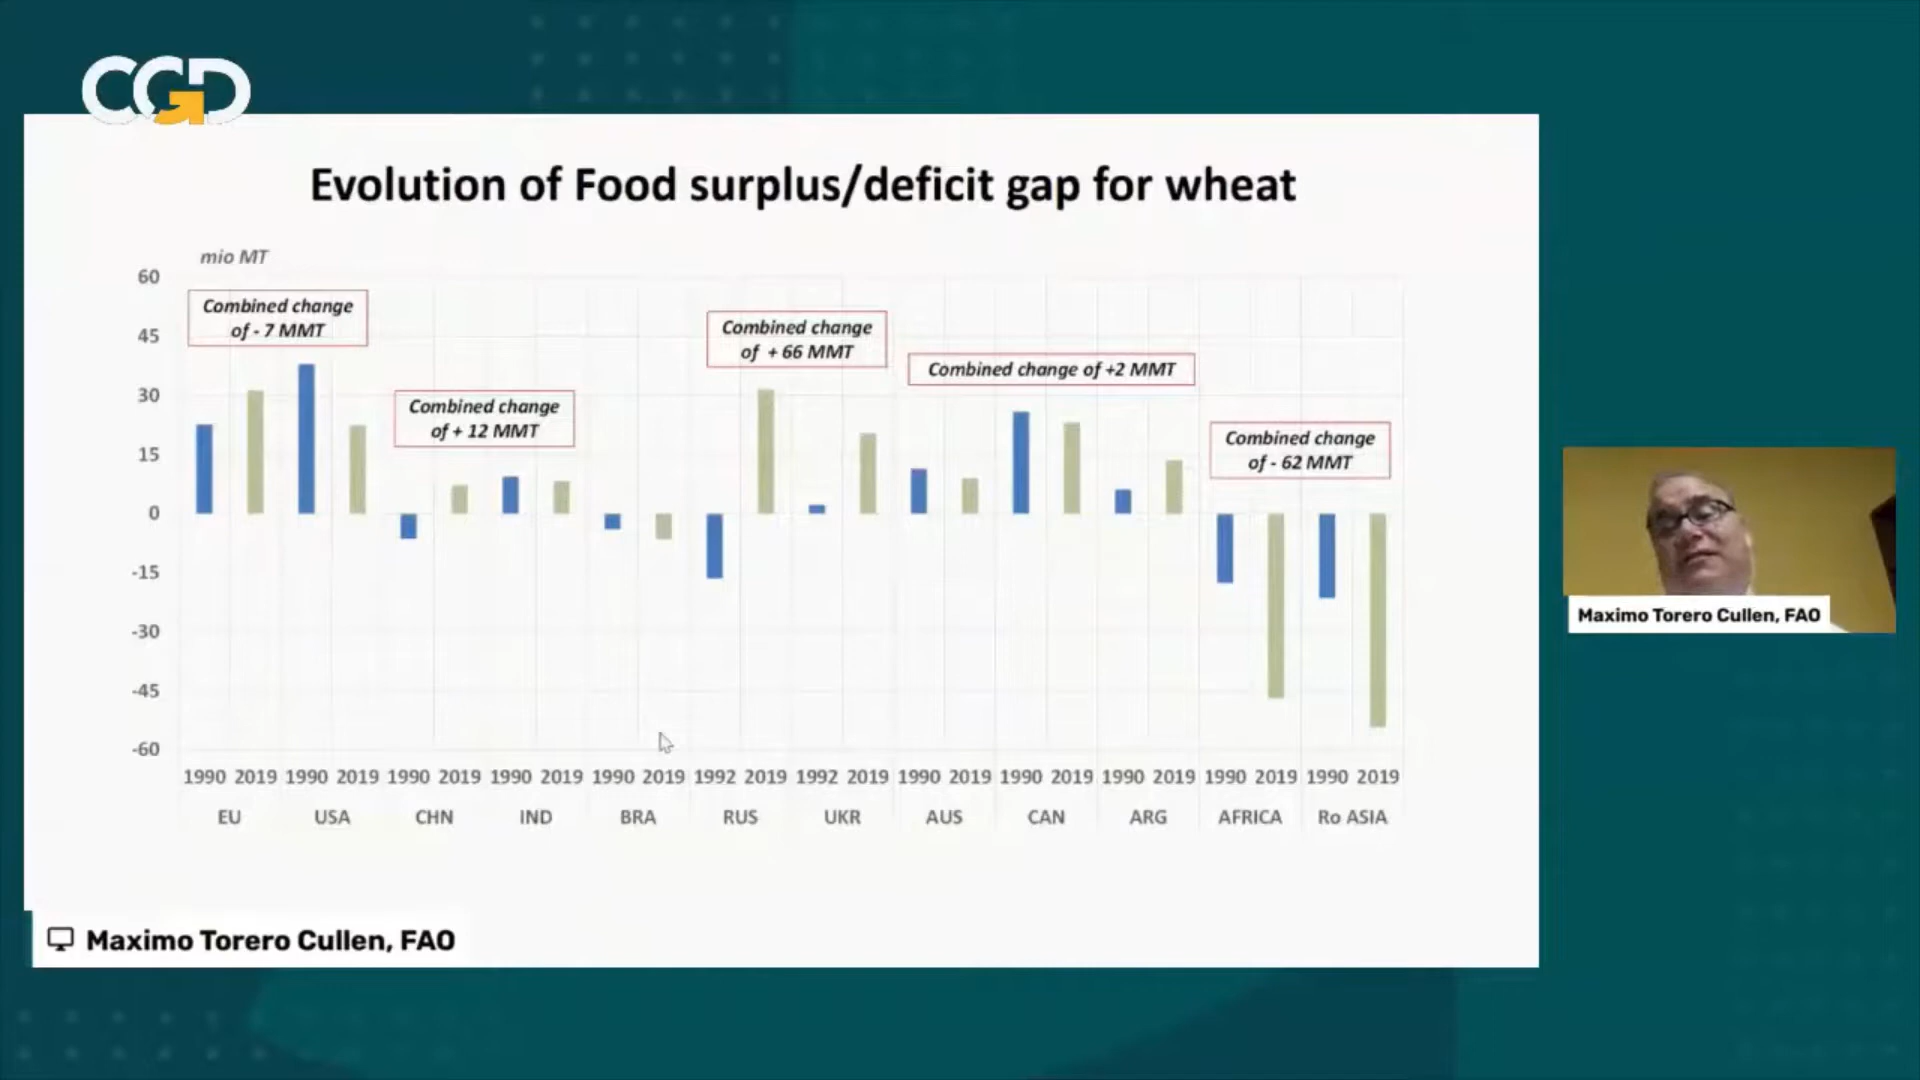 CGD
Evolution of Food surplus/deficit gap for wheat
mio MT
60
45
30
15
0
-15
-30
-45
-60
Combined change
of - 7 MMT
Combined change
of + 12 MMT
Combined change
of + 66 MMT
Combined change of +2 MMT
Combined change
of - 62 MMT
1990 2019 1990 2019 1990 2019 1990 2019 1990 2019 1992 2019 1992 2019 1990 2019 1990 2019 1990 2019 1990 2019 1990 2019
EU USA CHN IND BRA RUS UKR AUS CAN ARG AFRICA Ro ASIA
Maximo Torero Cullen, FAO
Maximo Torero Cullen, FAO